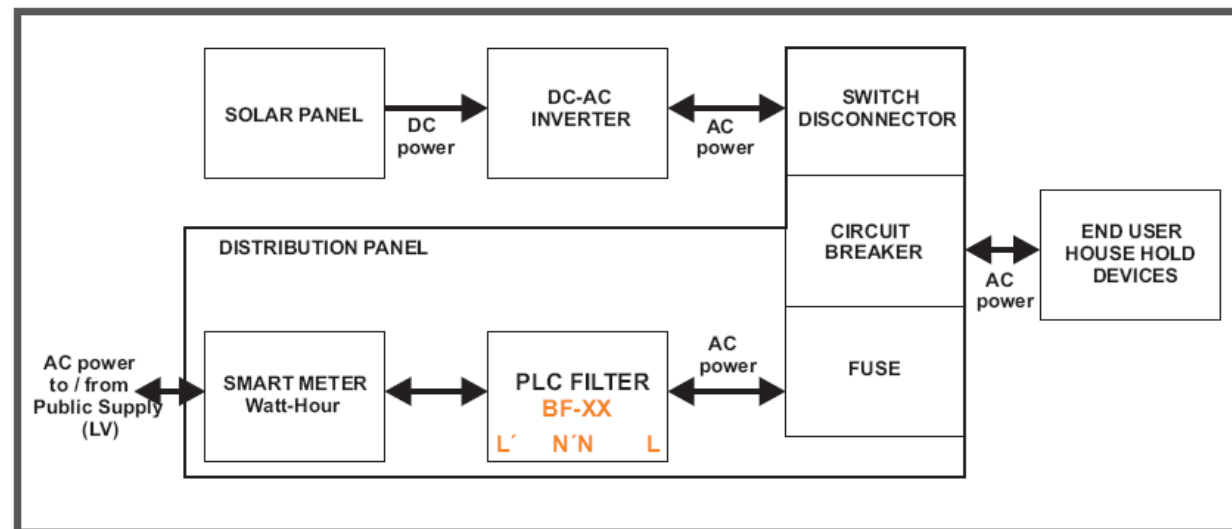 SOLAR PANEL
DC
power
DC-AC
INVERTER
AC
power
SWITCH
DISCONNECTOR
DISTRIBUTION PANEL
CIRCUIT
BREAKER
AC
power
END USER
HOUSE HOLD
DEVICES
AC power
to / from
Public Supply
(LV)
SMART METER
Watt-Hour
PLC FILTER
BF-XX
L´ N´N L
AC
power
FUSE